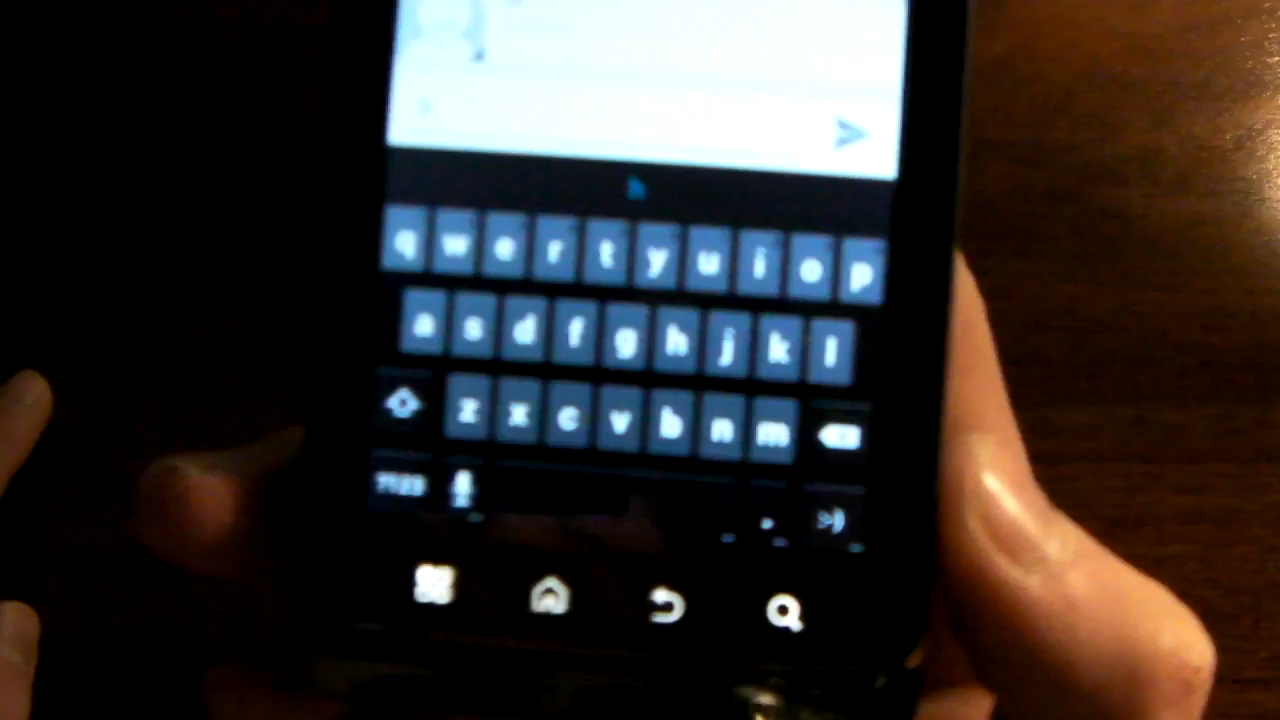 q w e r t y u i o p
a s d f g h j k l
z x c v b n m
?123 , . :-)